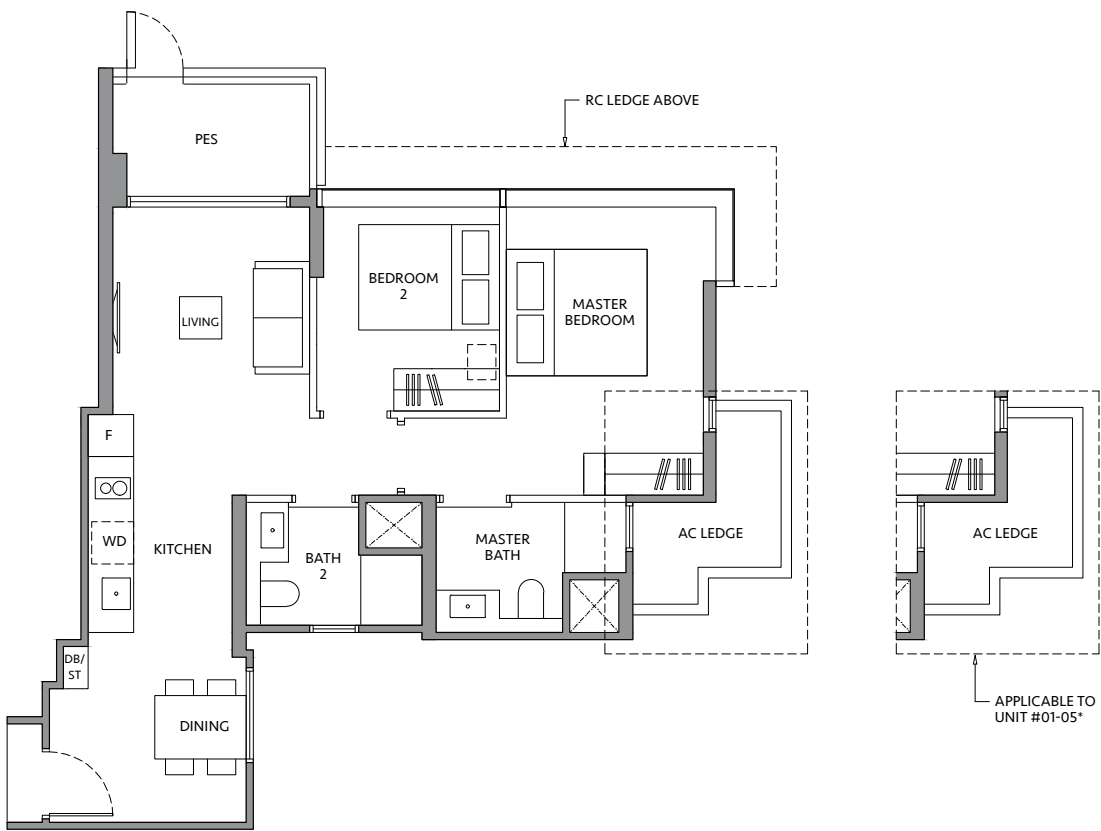 RC LEDGE ABOVE
PES
BEDROOM
2
MASTER
BEDROOM
LIVING
F
WD
KITCHEN
BATH
2
MASTER
BATH
AC LEDGE
AC LEDGE
DB/
ST
DINING
APPLICABLE TO
UNIT #01-05*